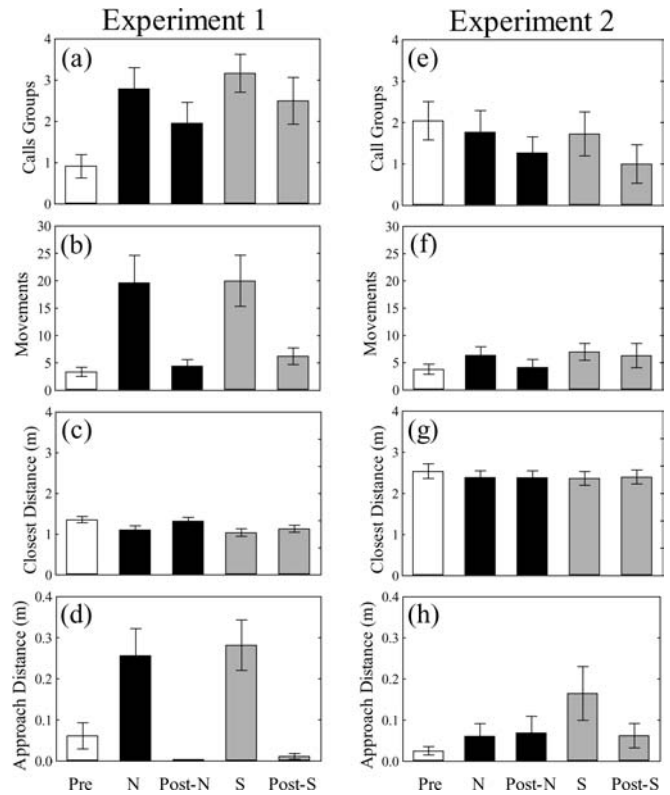 Experiment 1
Experiment 2
(a)
Calls Groups
4
3
2
1
0
(e)
Call Groups
4
3
2
1
0
(b)
Movements
30
25
20
15
10
5
0
(f)
Movements
30
25
20
15
10
5
0
(c)
Closest Distance (m)
4
3
2
1
0
(g)
Closest Distance (m)
4
3
2
1
0
(d)
Approach Distance (m)
0.4
0.3
0.2
0.1
0.0
Pre N Post-N S Post-S
(h)
Approach Distance (m)
0.4
0.3
0.2
0.1
0.0
Pre N Post-N S Post-S